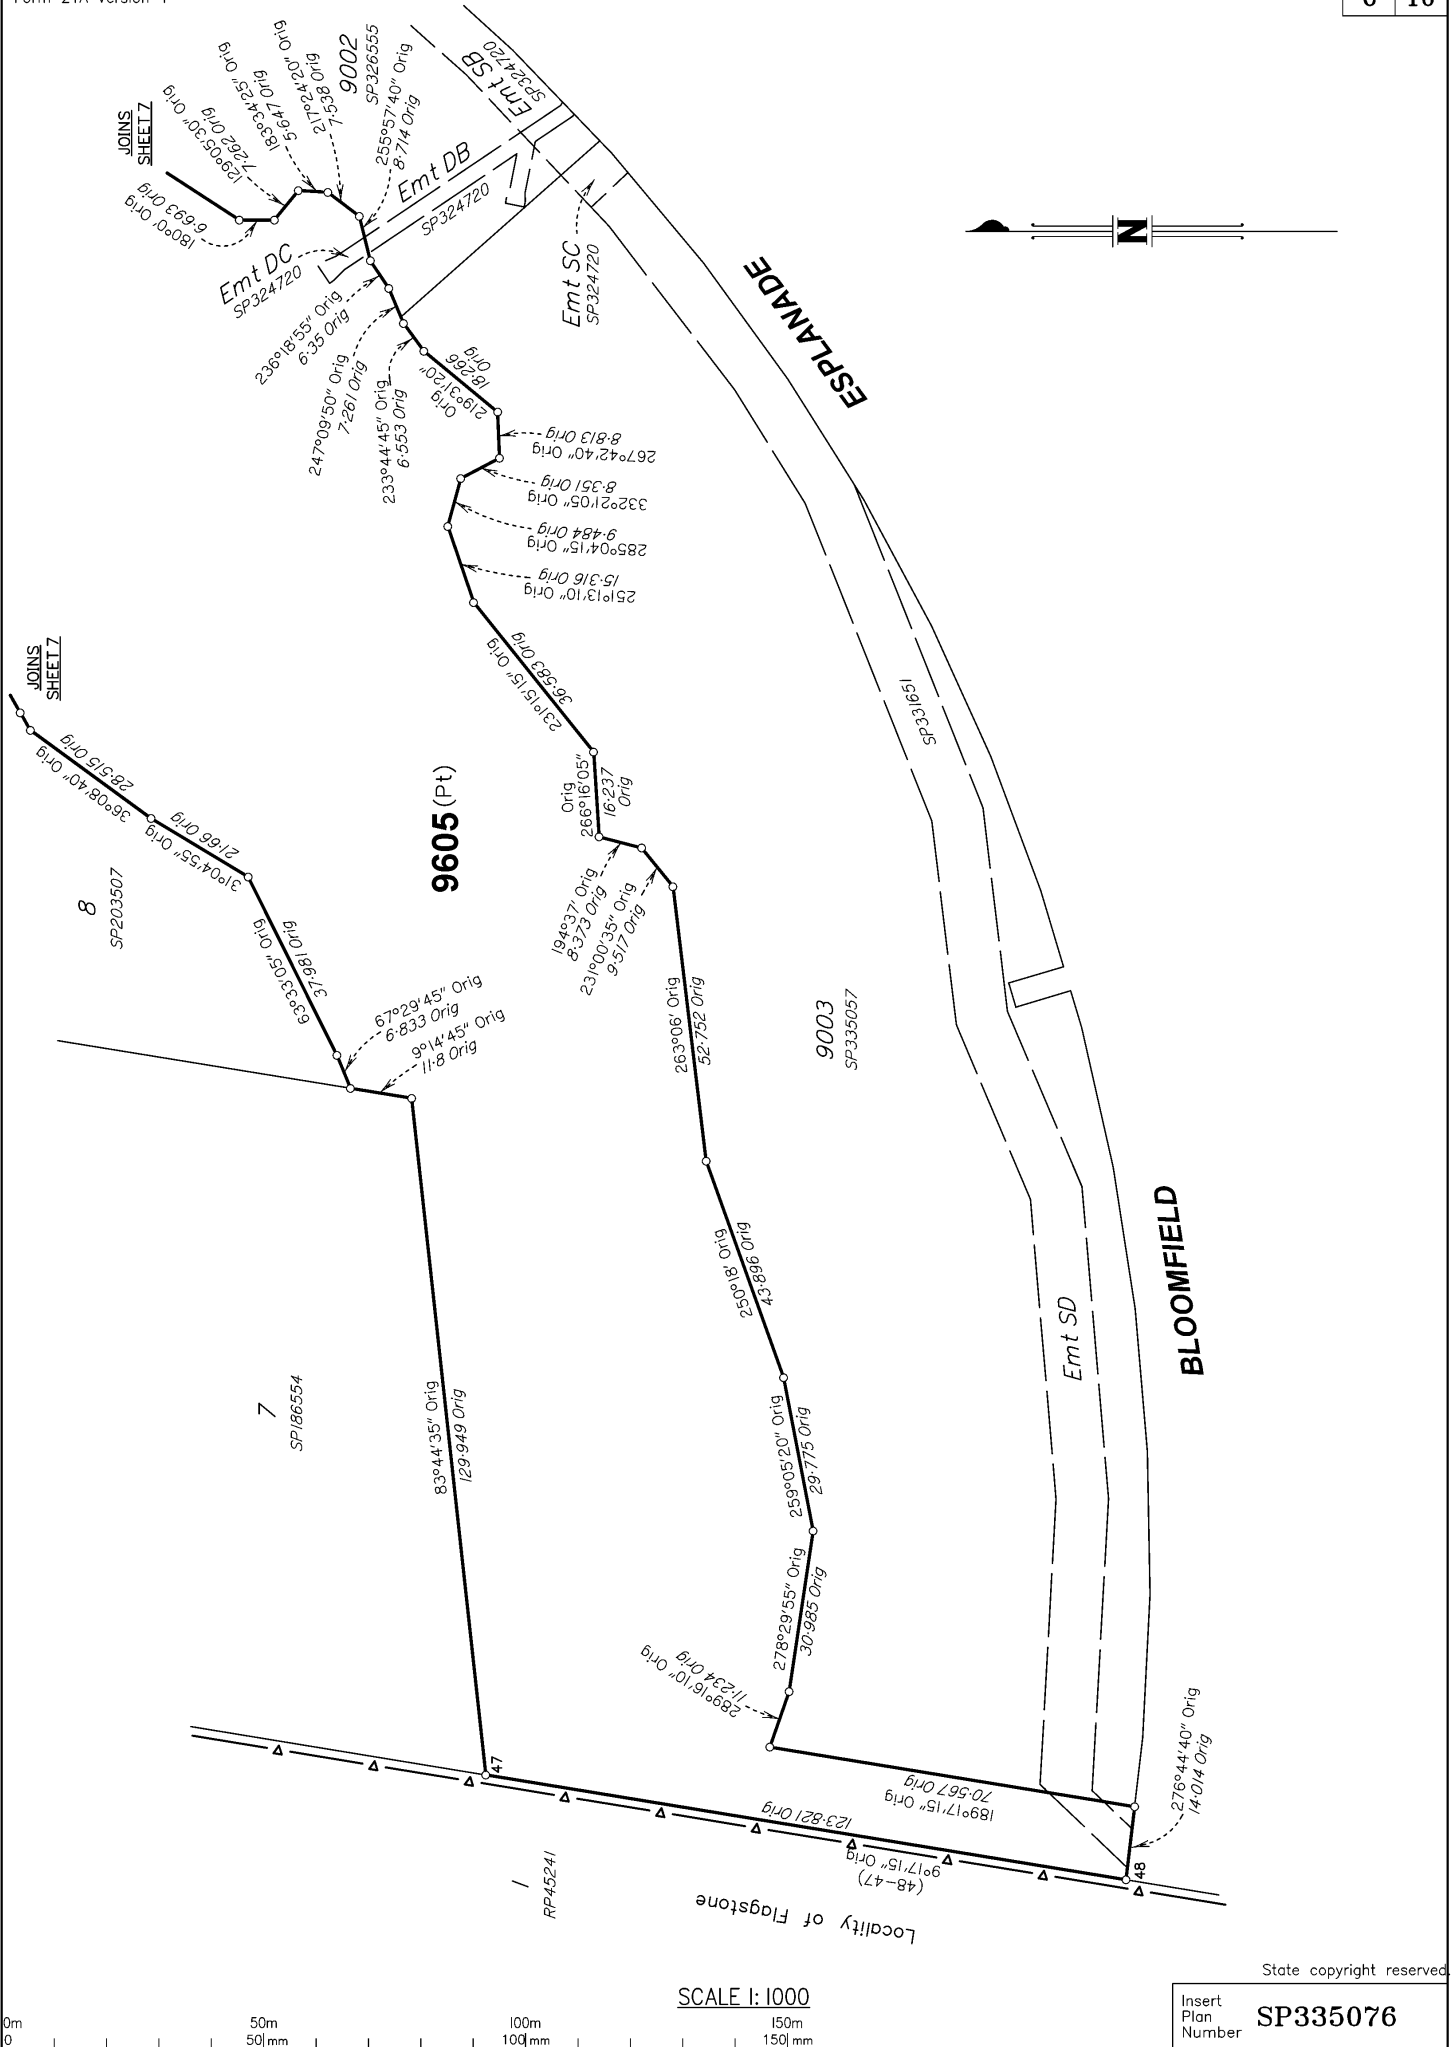 JOINS
SHEET 7
180°0' Orig
6·693 Orig
129°05'30" Orig
7·262 Orig
183°34'25" Orig
5·647 Orig
217°24'20" Orig
7·538 Orig
9002
SP326555
255°57'40" Orig
8·714 Orig
Emt SB
SP324720
Emt DB
SP324720
Emt DC
SP324720
Emt SC
SP324720
236°18'55" Orig
6·35 Orig
247°09'50" Orig
7·261 Orig
233°44'45" Orig
6·553 Orig
219°31'20"
Orig
18·266
Orig
267°42'40" Orig
8·813 Orig
332°21'05" Orig
8·351 Orig
285°04'15" Orig
9·484 Orig
251°13'10" Orig
15·316 Orig
231°15'15" Orig
36·583 Orig
N
ESPLANADE
JOINS
SHEET 7
36°08'40" Orig
28·515 Orig
31°04'55" Orig
21·66 Orig
8
SP203507
63°33'05" Orig
37·981 Orig
67°29'45" Orig
6·833 Orig
9°14'45" Orig
11·8 Orig
9605 (Pt)
266°16'05"
Orig
16·237
Orig
194°37' Orig
8·373 Orig
231°00'35" Orig
9·517 Orig
263°06' Orig
52·752 Orig
9003
SP335057
SP331651
250°18' Orig
43·896 Orig
259°05'20" Orig
29·775 Orig
278°29'55" Orig
30·985 Orig
289°16'10" Orig
11·234 Orig
7
SP186554
83°44'35" Orig
129·949 Orig
Emt SD
BLOOMFIELD
47
123·821 Orig
9°17'15" Orig
(48-47)
189°17'15" Orig
70·567 Orig
276°44'40" Orig
14·014 Orig
48
1
RP45241
Locality of Flagstone
SCALE 1:1000
0m 50m 100m 150m
0 50 mm 100 mm 150 mm
State copyright reserved.
Insert
Plan
Number
SP335076